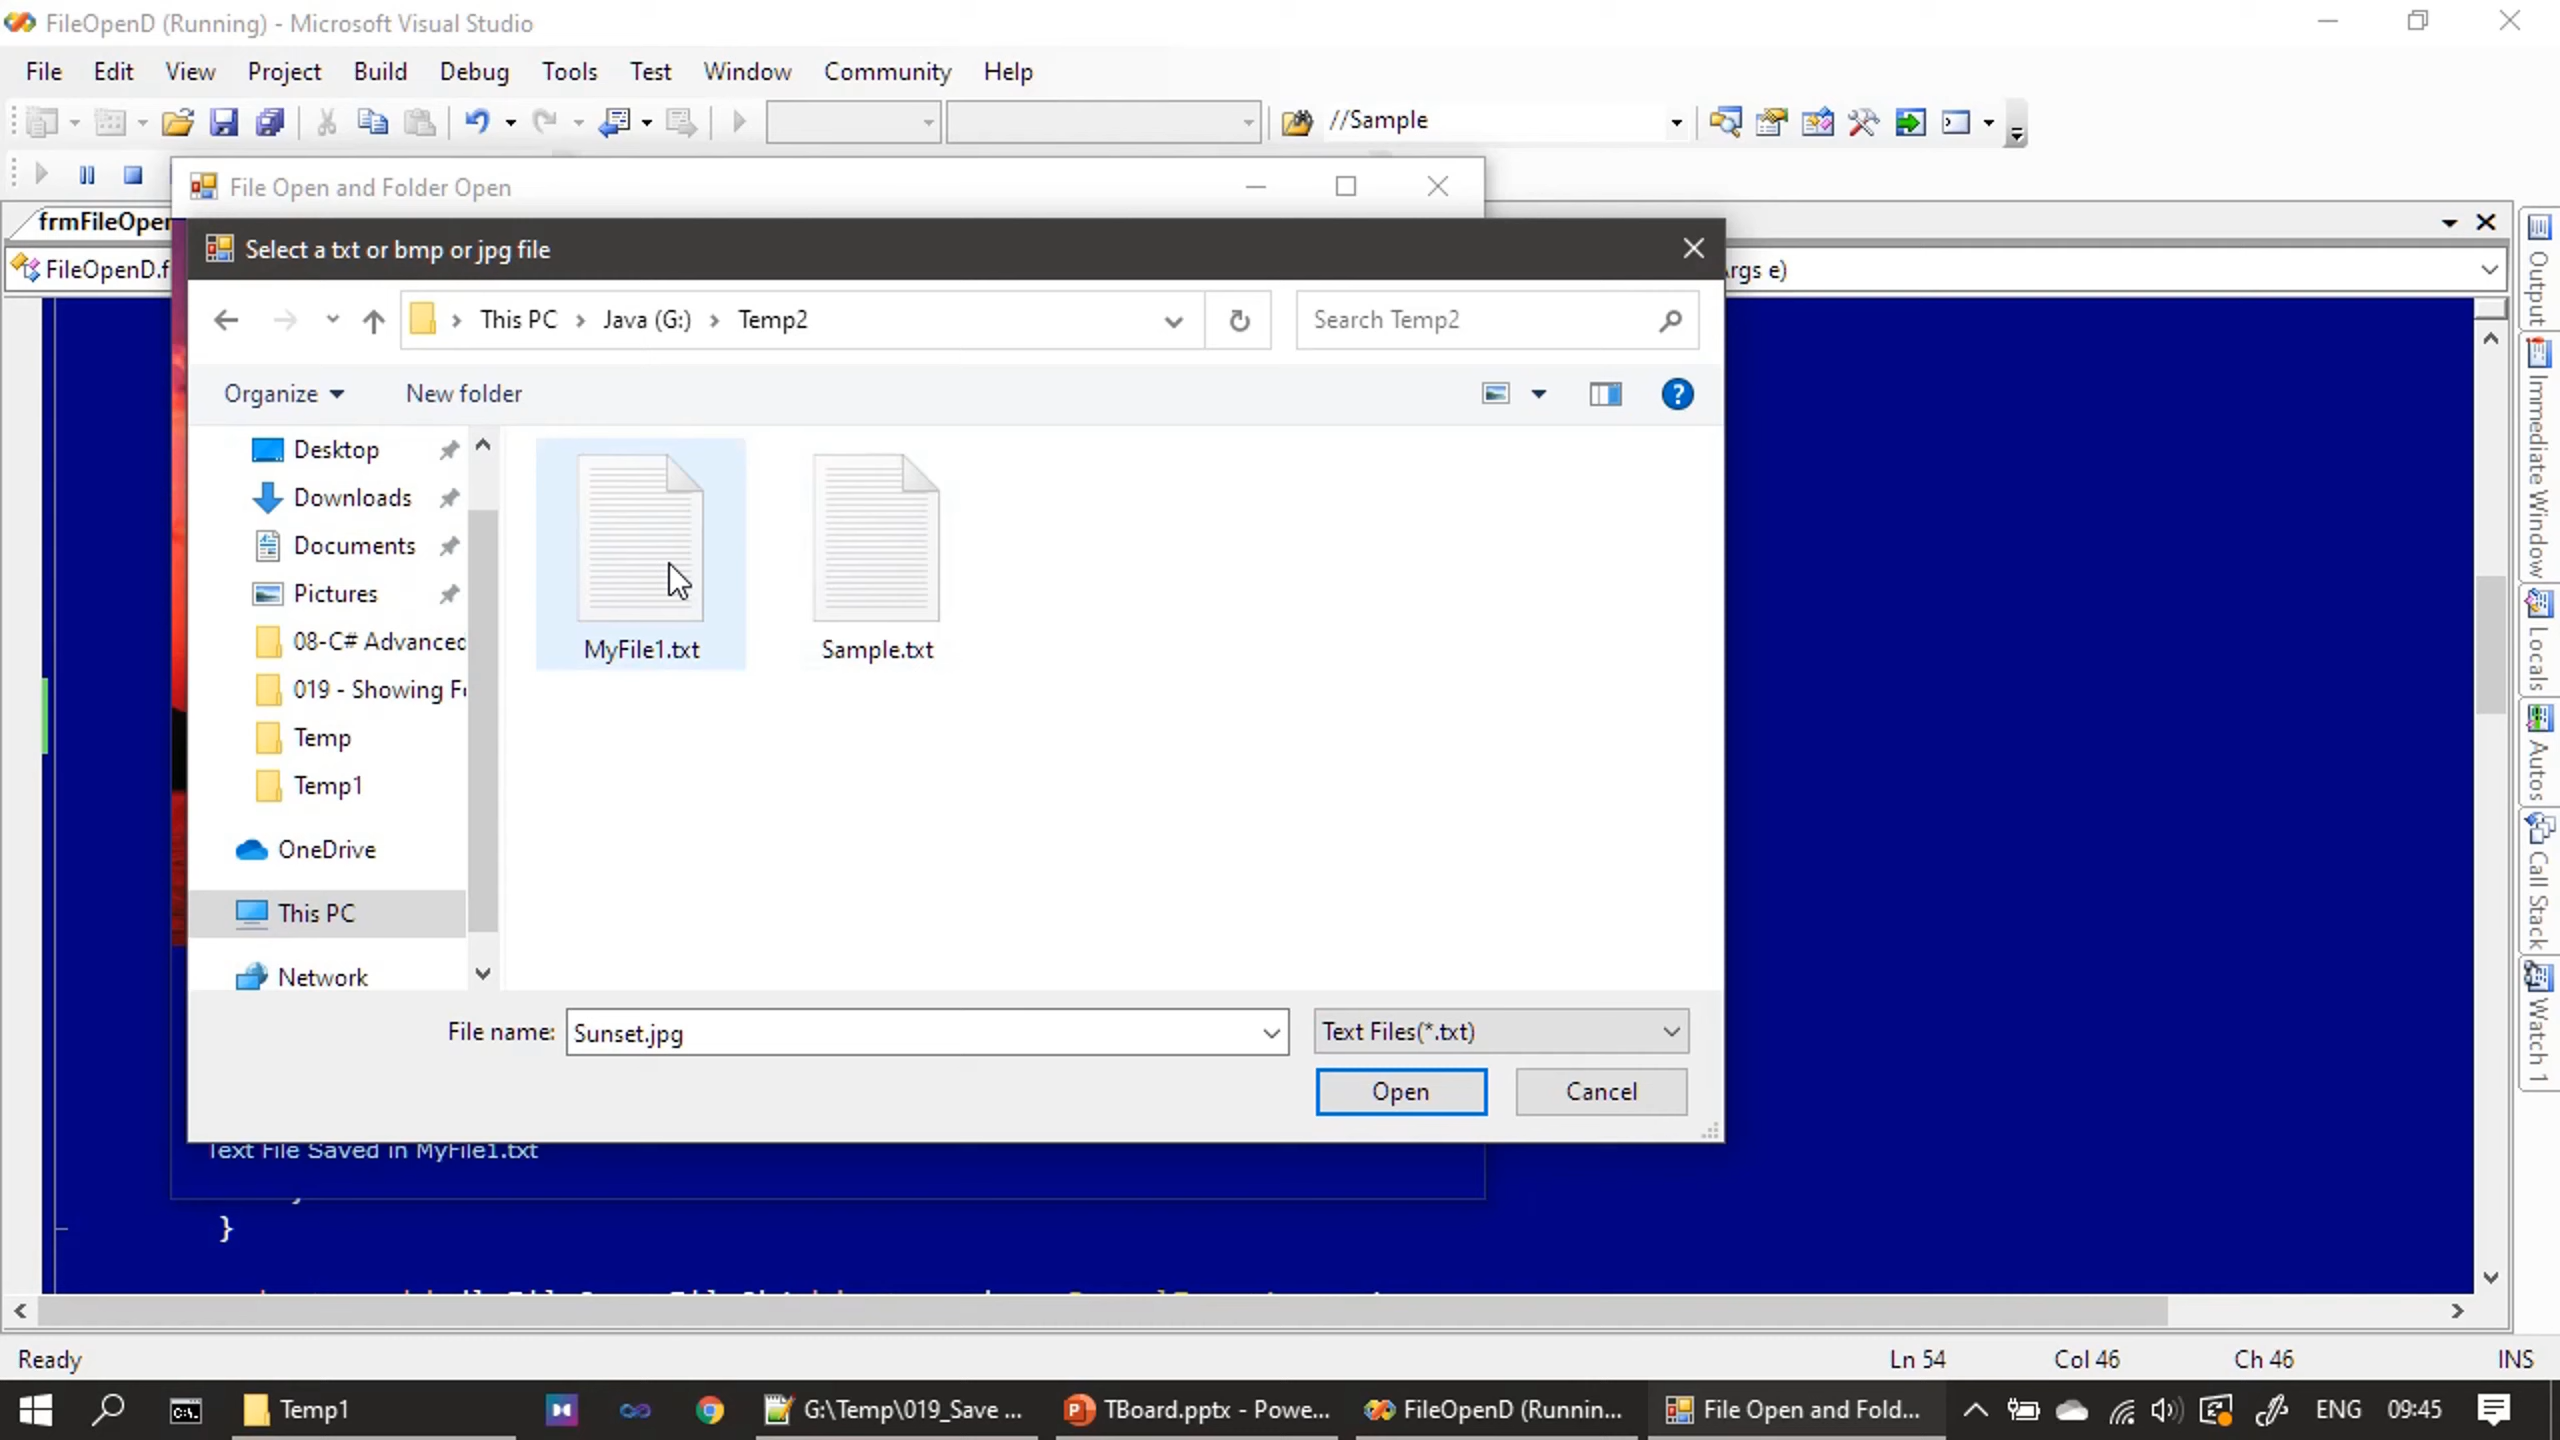 FileOpenD (Running) - Microsoft Visual Studio
File Edit View Project Build Debug Tools Test Window Community Help
//Sample
File Open and Folder Open
frmFileOpen
Select a txt or bmp or jpg file
FileOpenD.f
rgs e)
This PC Java (G:) Temp2
Search Temp2
Organize New folder
Desktop
Downloads
Documents
Pictures
08-C# Advanced
019 - Showing F
Temp
Temp1
OneDrive
This PC
Network
MyFile1.txt
Sample.txt
File name: Sunset.jpg
Text Files(*.txt)
Open Cancel
Text File Saved in MyFile1.txt
}
Output
Immediate Window
Locals
Autos
Call Stack
Watch 1
Ready Ln 54 Col 46 Ch 46 INS
Temp1
G:\Temp\019_Save ...
TBoard.pptx - Powe...
FileOpenD (Runnin...
File Open and Fold...
ENG 09:45